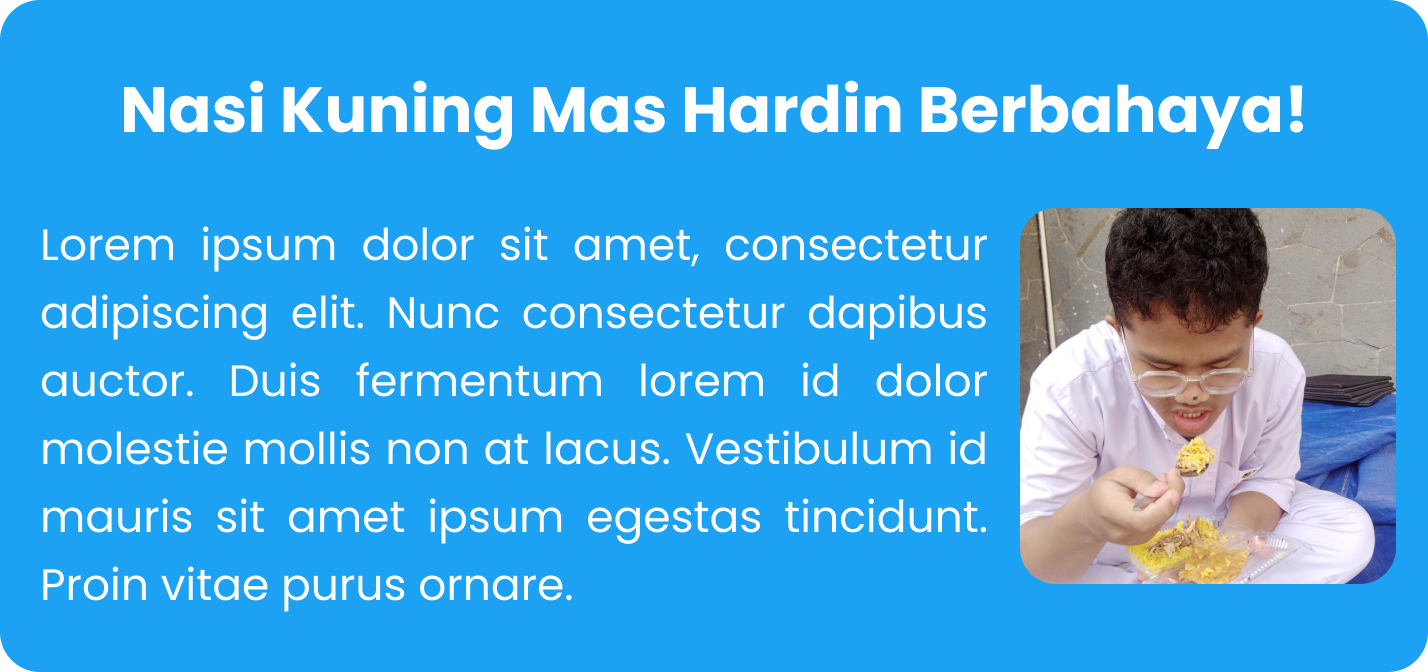 Nasi Kuning Mas Hardin Berbahaya!
Lorem ipsum dolor sit amet, consectetur
adipiscing elit. Nunc consectetur dapibus
auctor. Duis fermentum lorem id dolor
molestie mollis non at lacus. Vestibulum id
mauris sit amet ipsum egestas tincidunt.
Proin vitae purus ornare.